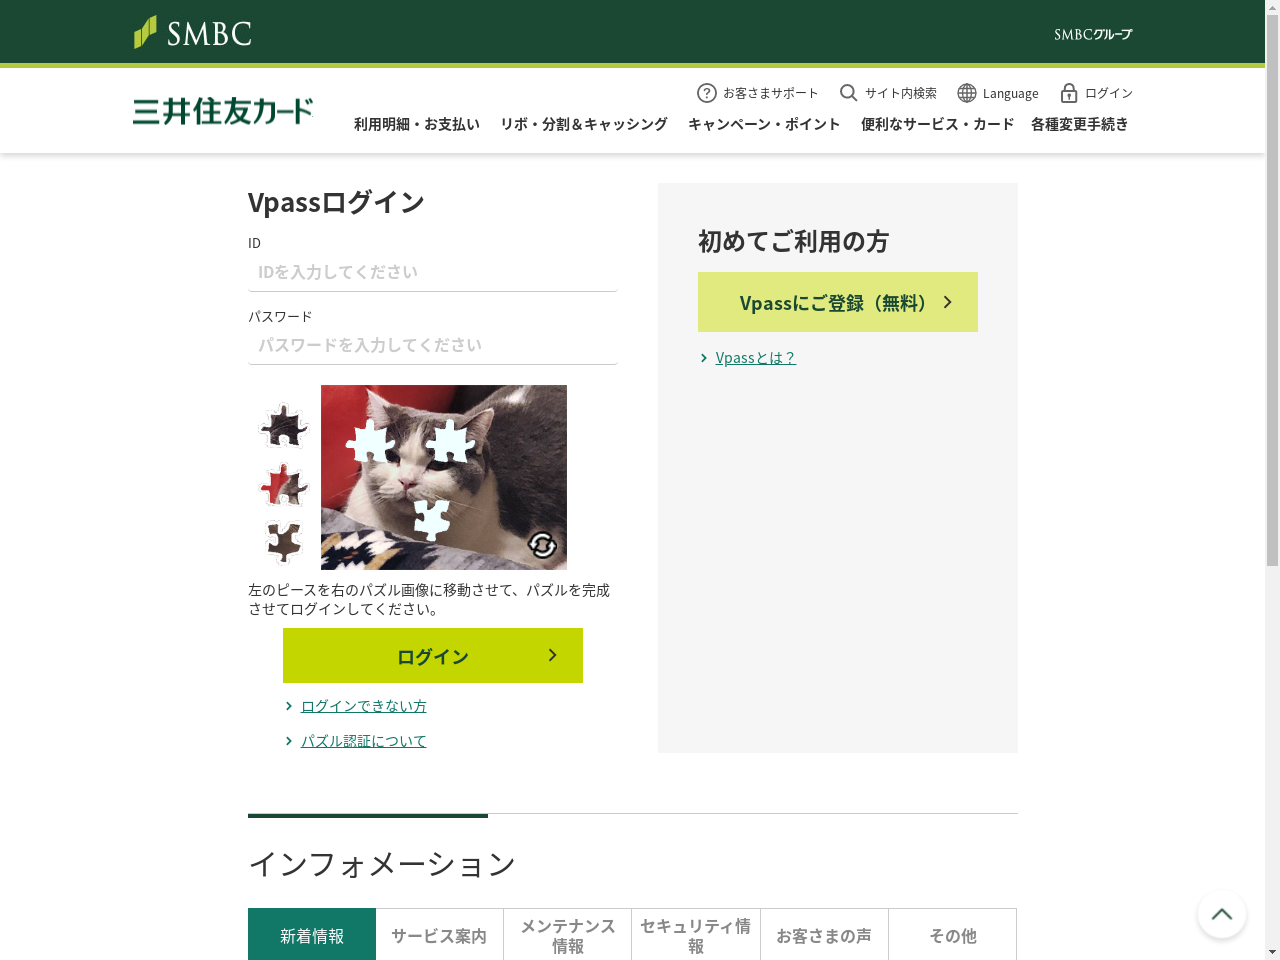 SMBC
SMBCグループ
三井住友カード
お客さまサポート
サイト内検索
Language
ログイン
利用明細・お支払い
リボ・分割＆キャッシング
キャンペーン・ポイント
便利なサービス・カード
各種変更手続き
Vpassログイン
ID
IDを入力してください
パスワード
パスワードを入力してください
左のピースを右のパズル画像に移動させて、パズルを完成
させてログインしてください。
ログイン
ログインできない方
パズル認証について
初めてご利用の方
Vpassにご登録（無料）
Vpassとは？
インフォメーション
新着情報
サービス案内
メンテナンス
情報
セキュリティ情
報
お客さまの声
その他